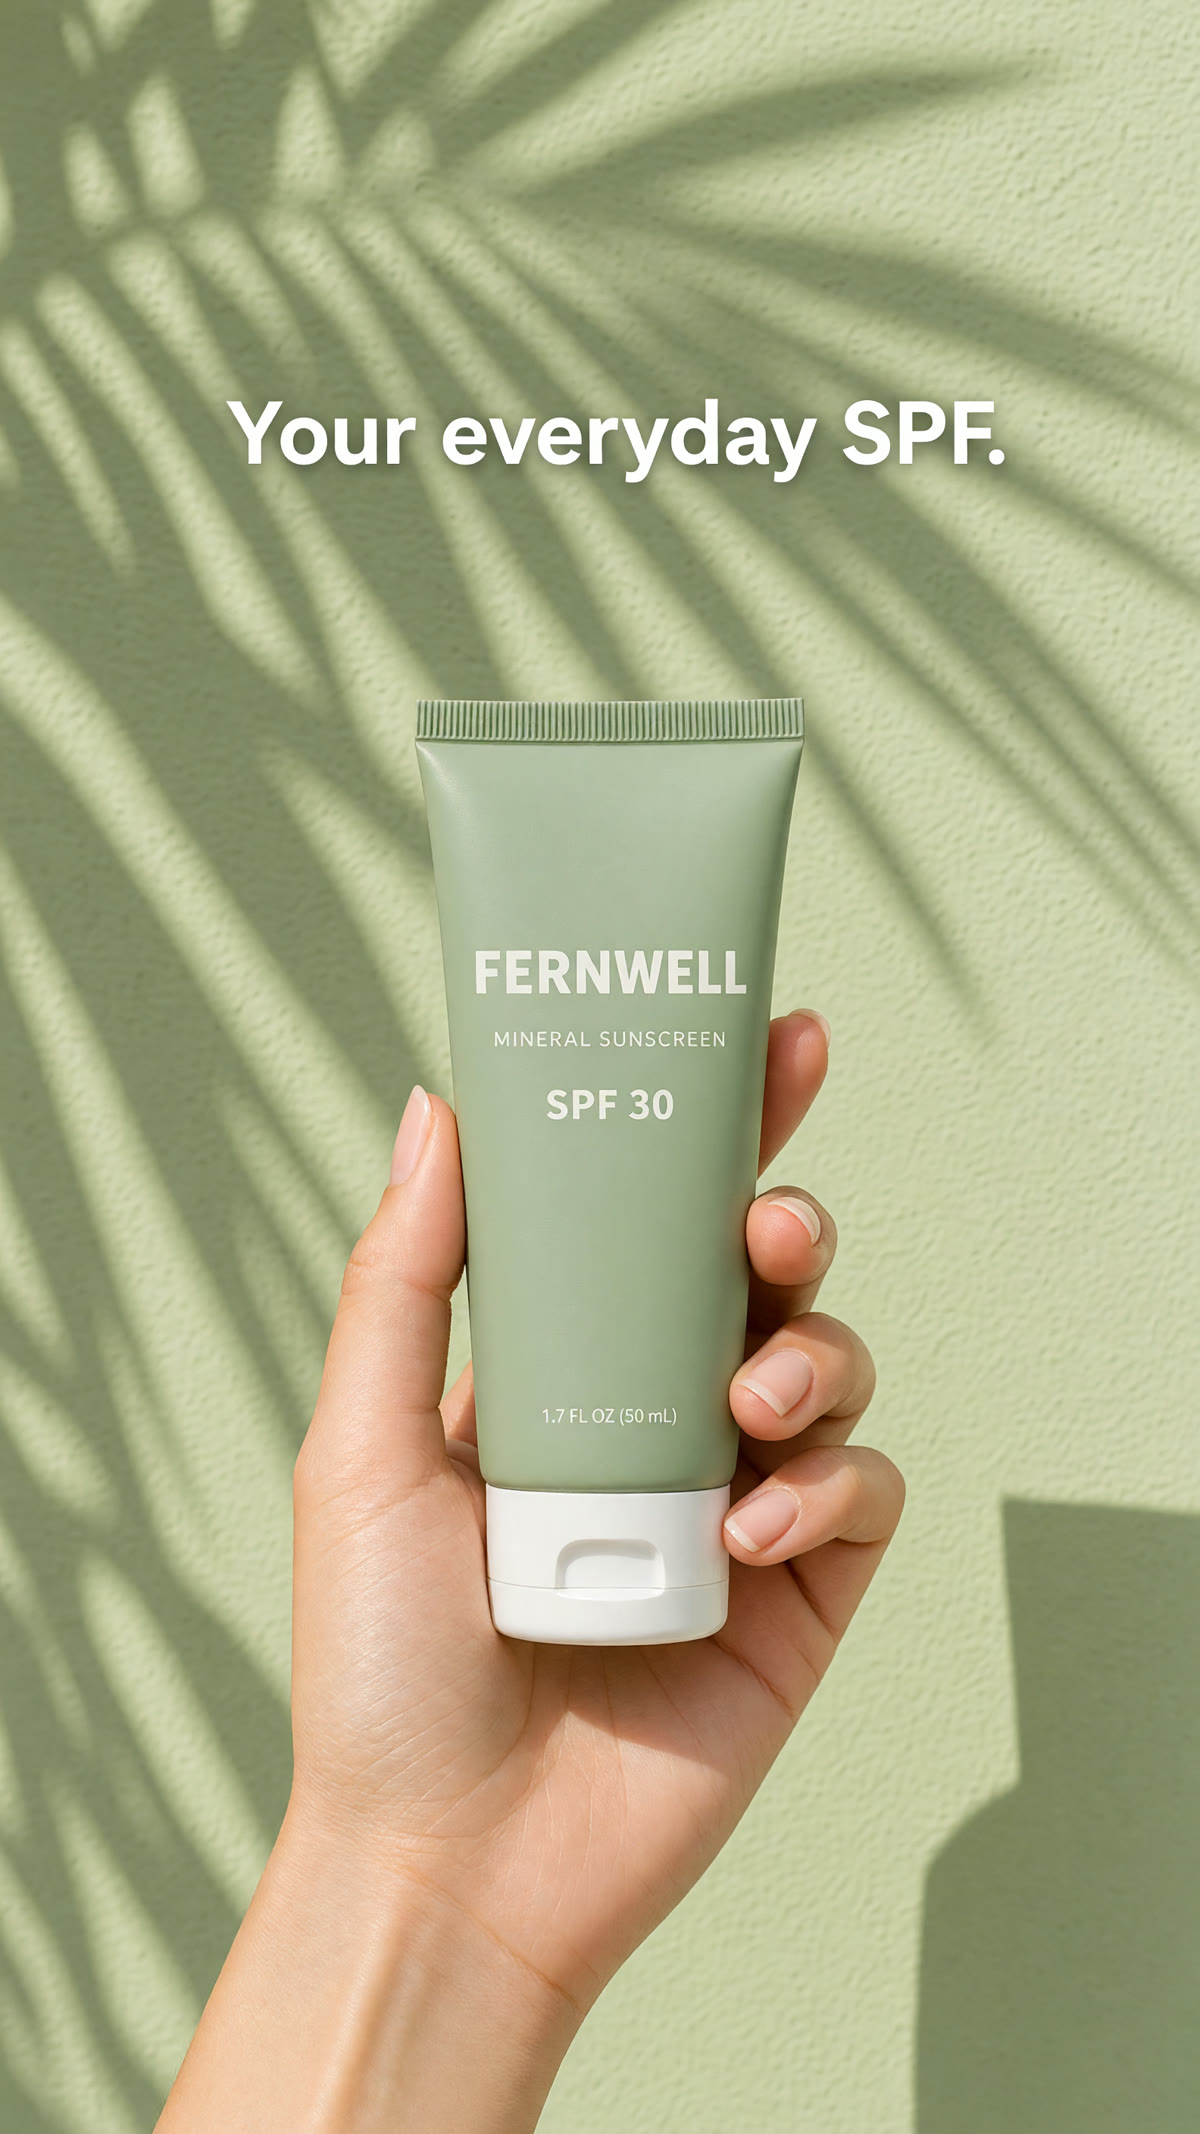 Your everyday SPF.
FERNWELL
MINERAL SUNSCREEN
SPF 30
1.7 FL OZ (50 mL)